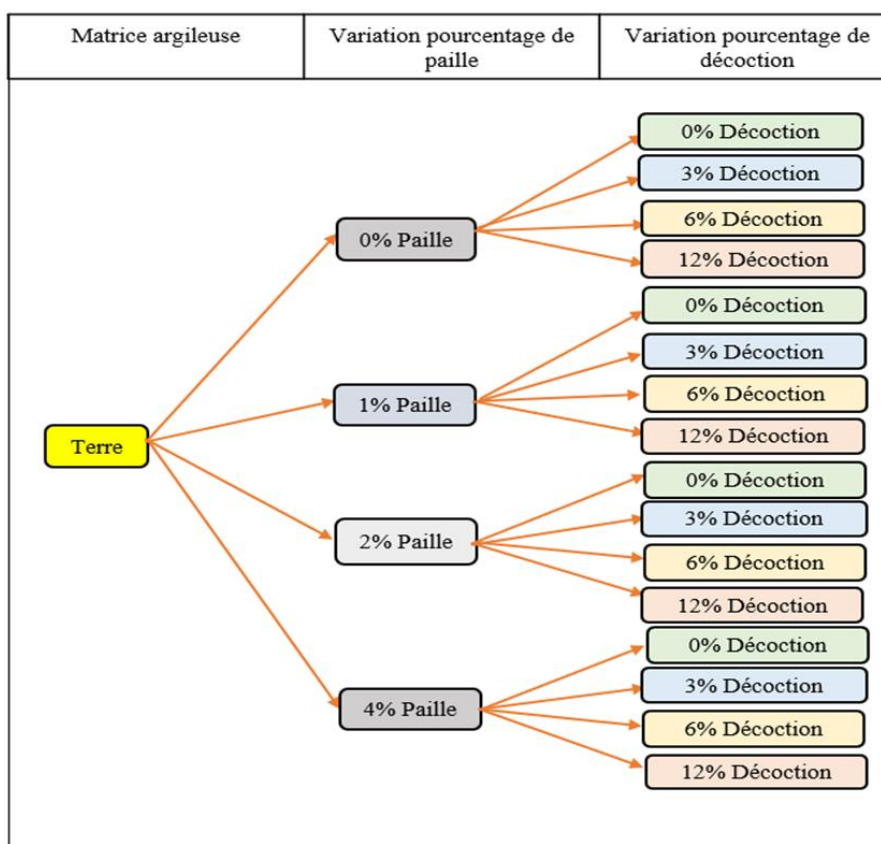 Matrice argileuse
Variation pourcentage de
paille
Variation pourcentage de
décoction
Terre
0% Paille
0% Décoction
3% Décoction
6% Décoction
12% Décoction
1% Paille
0% Décoction
3% Décoction
6% Décoction
12% Décoction
2% Paille
0% Décoction
3% Décoction
6% Décoction
12% Décoction
4% Paille
0% Décoction
3% Décoction
6% Décoction
12% Décoction